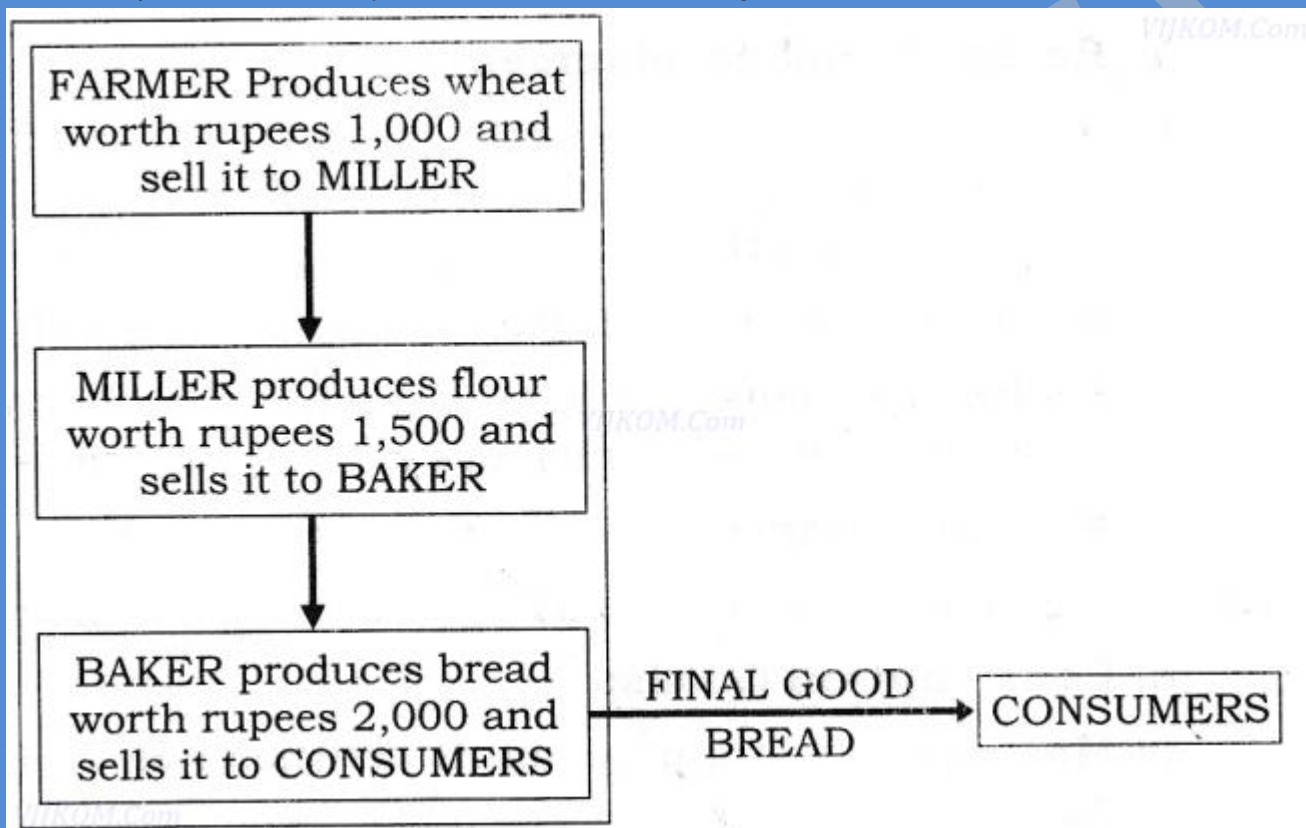 VIJKOM.Com
FARMER Produces wheat
worth rupees 1,000 and
sell it to MILLER
MILLER produces flour
worth rupees 1,500 and
sells it to BAKER
VIJKOM.Com
BAKER produces bread
worth rupees 2,000 and
sells it to CONSUMERS
FINAL GOOD
BREAD
CONSUMERS
VIJKOM.Com